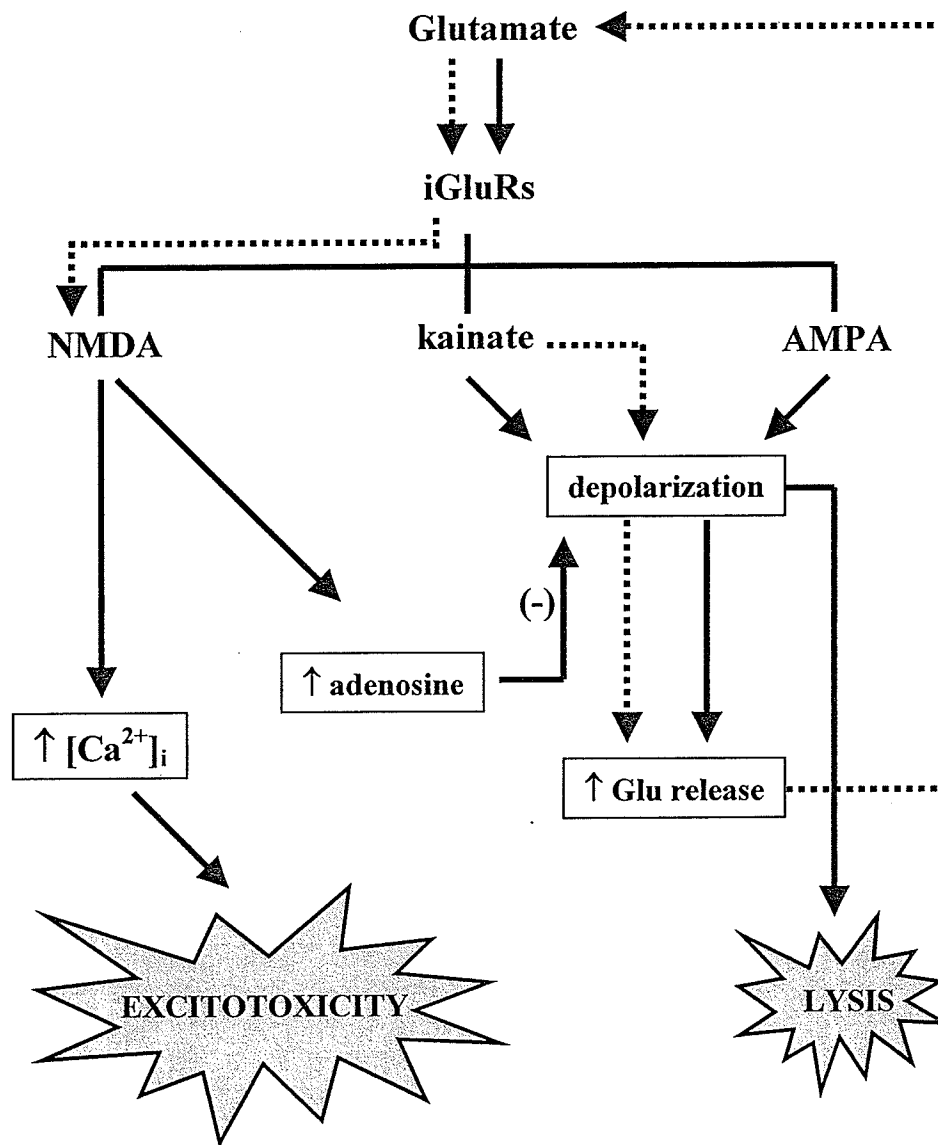 Glutamate
iGluRs
NMDA
kainate
AMPA
depolarization
(-)
↑ adenosine
↑ [Ca²⁺]ᵢ
↑ Glu release
EXCITOTOXICITY
LYSIS